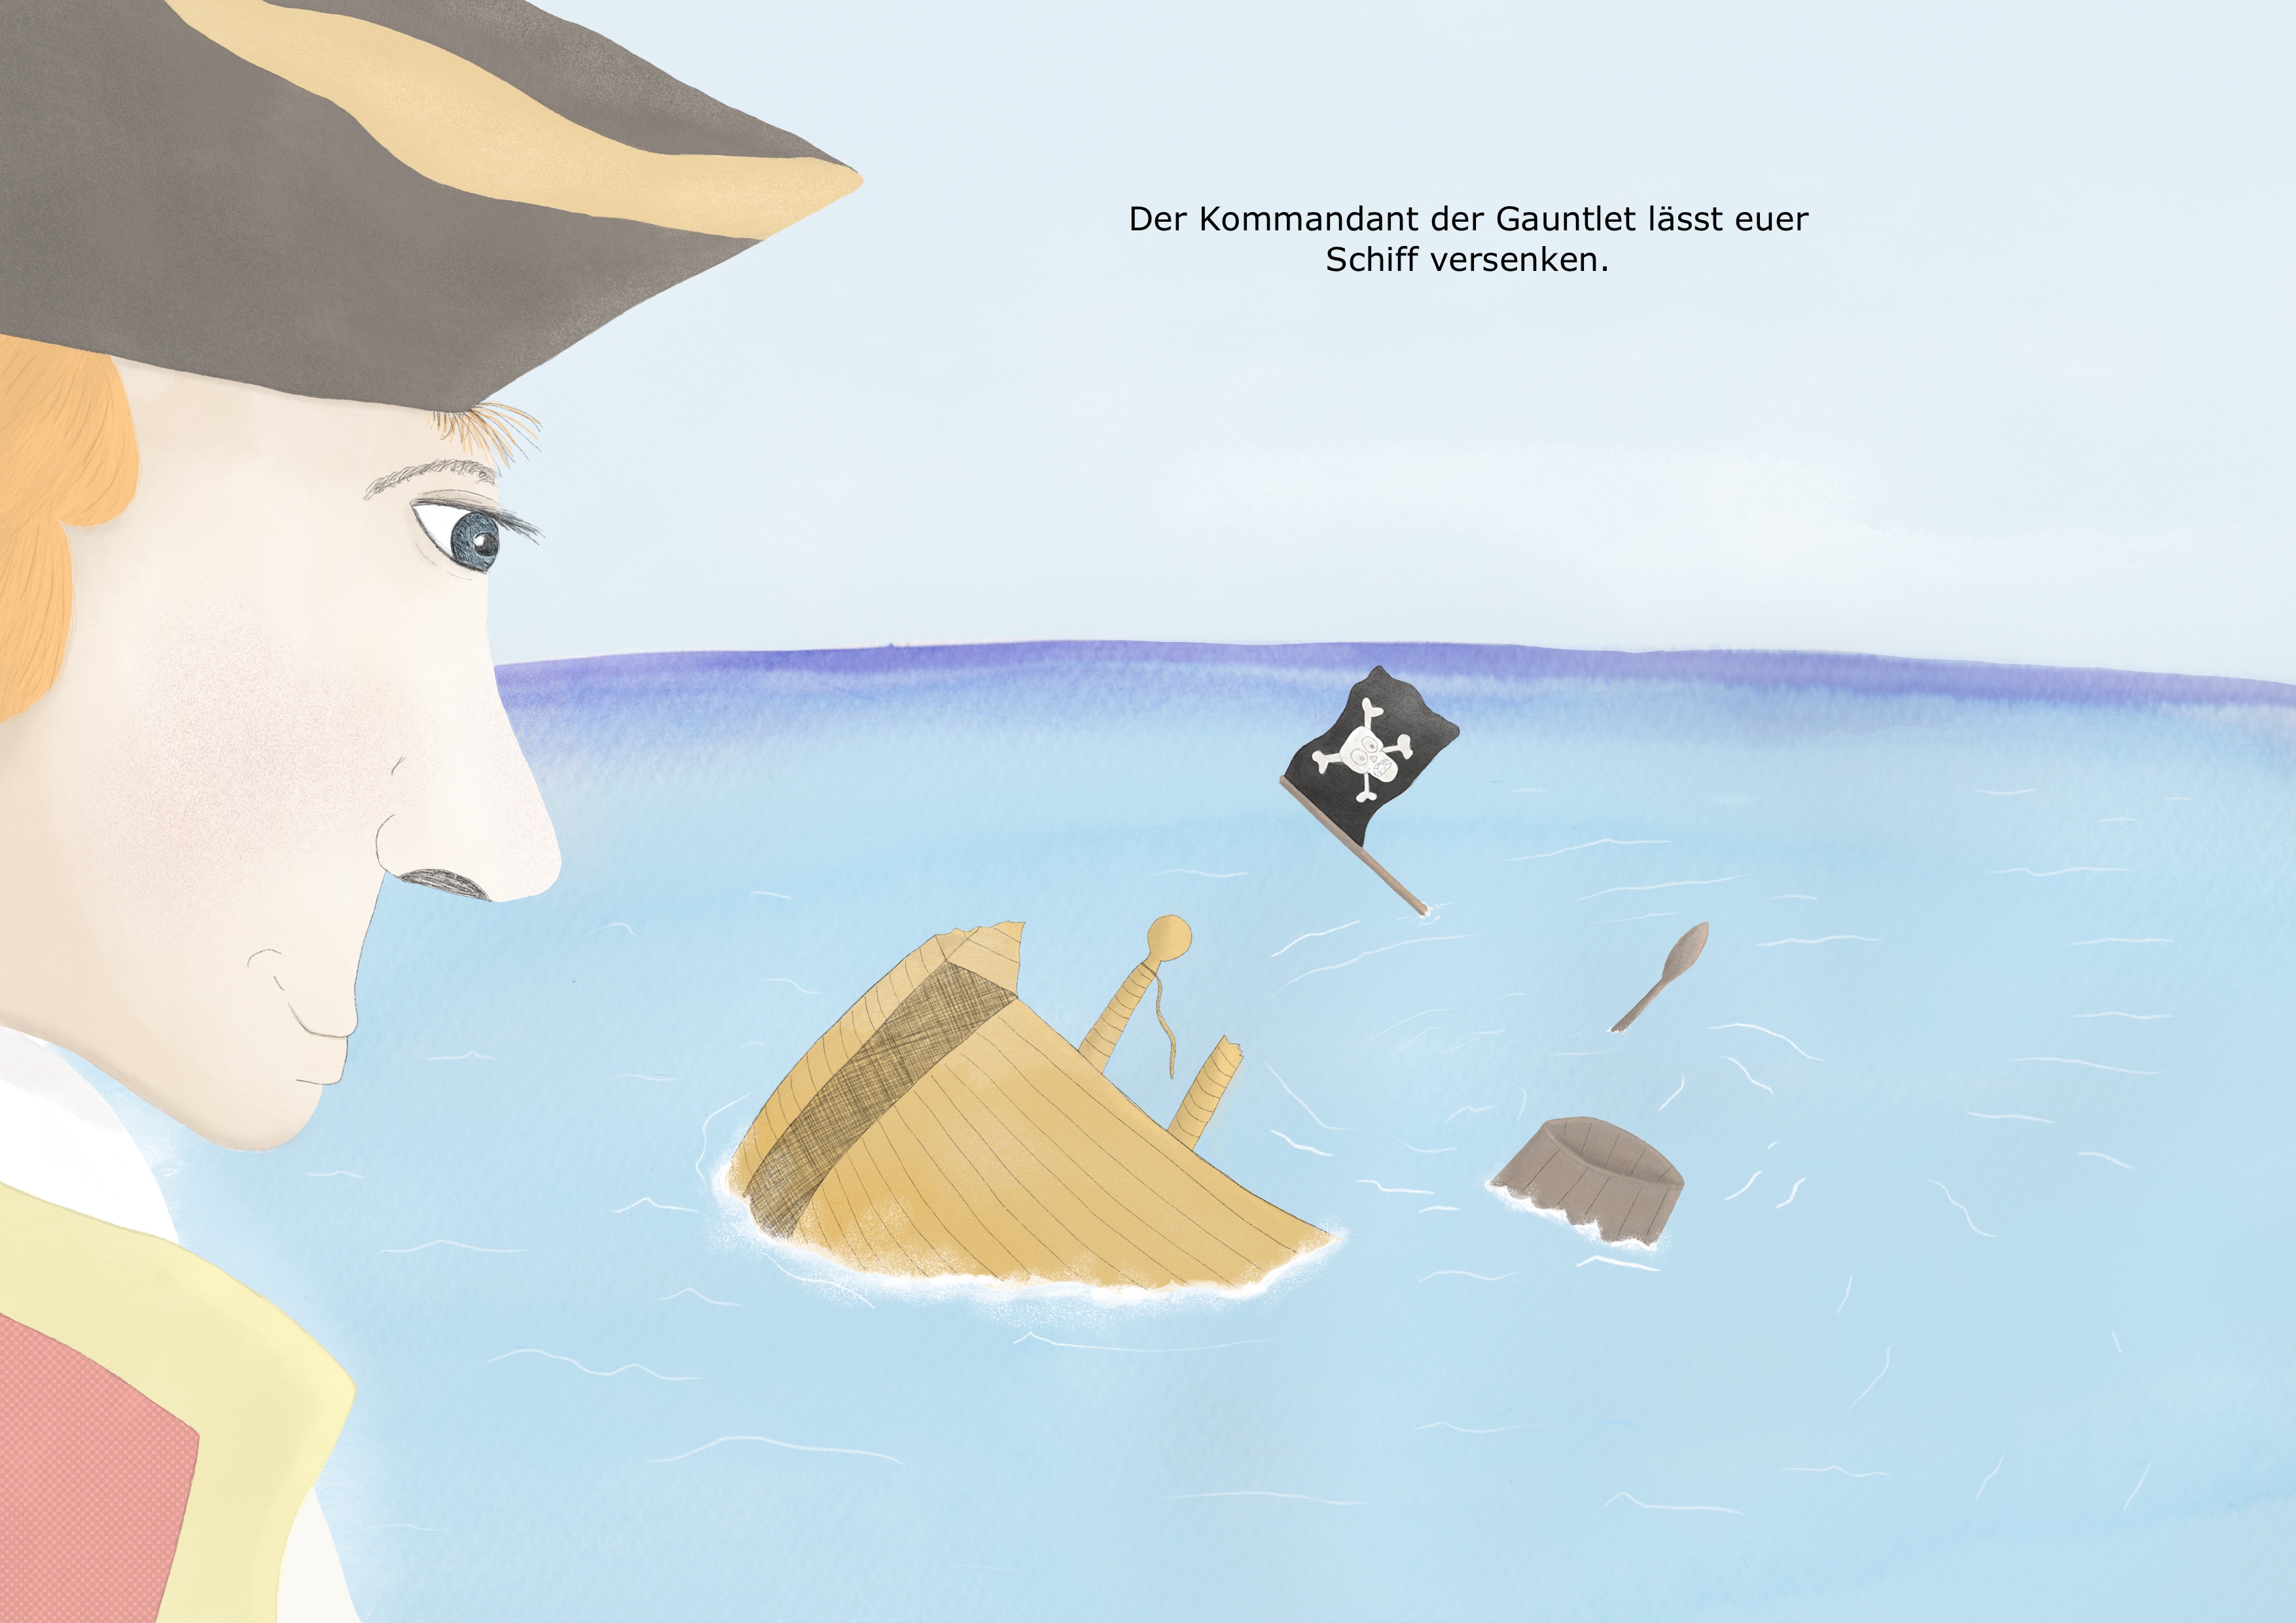 Der Kommandant der Gauntlet lässt euer
Schiff versenken.